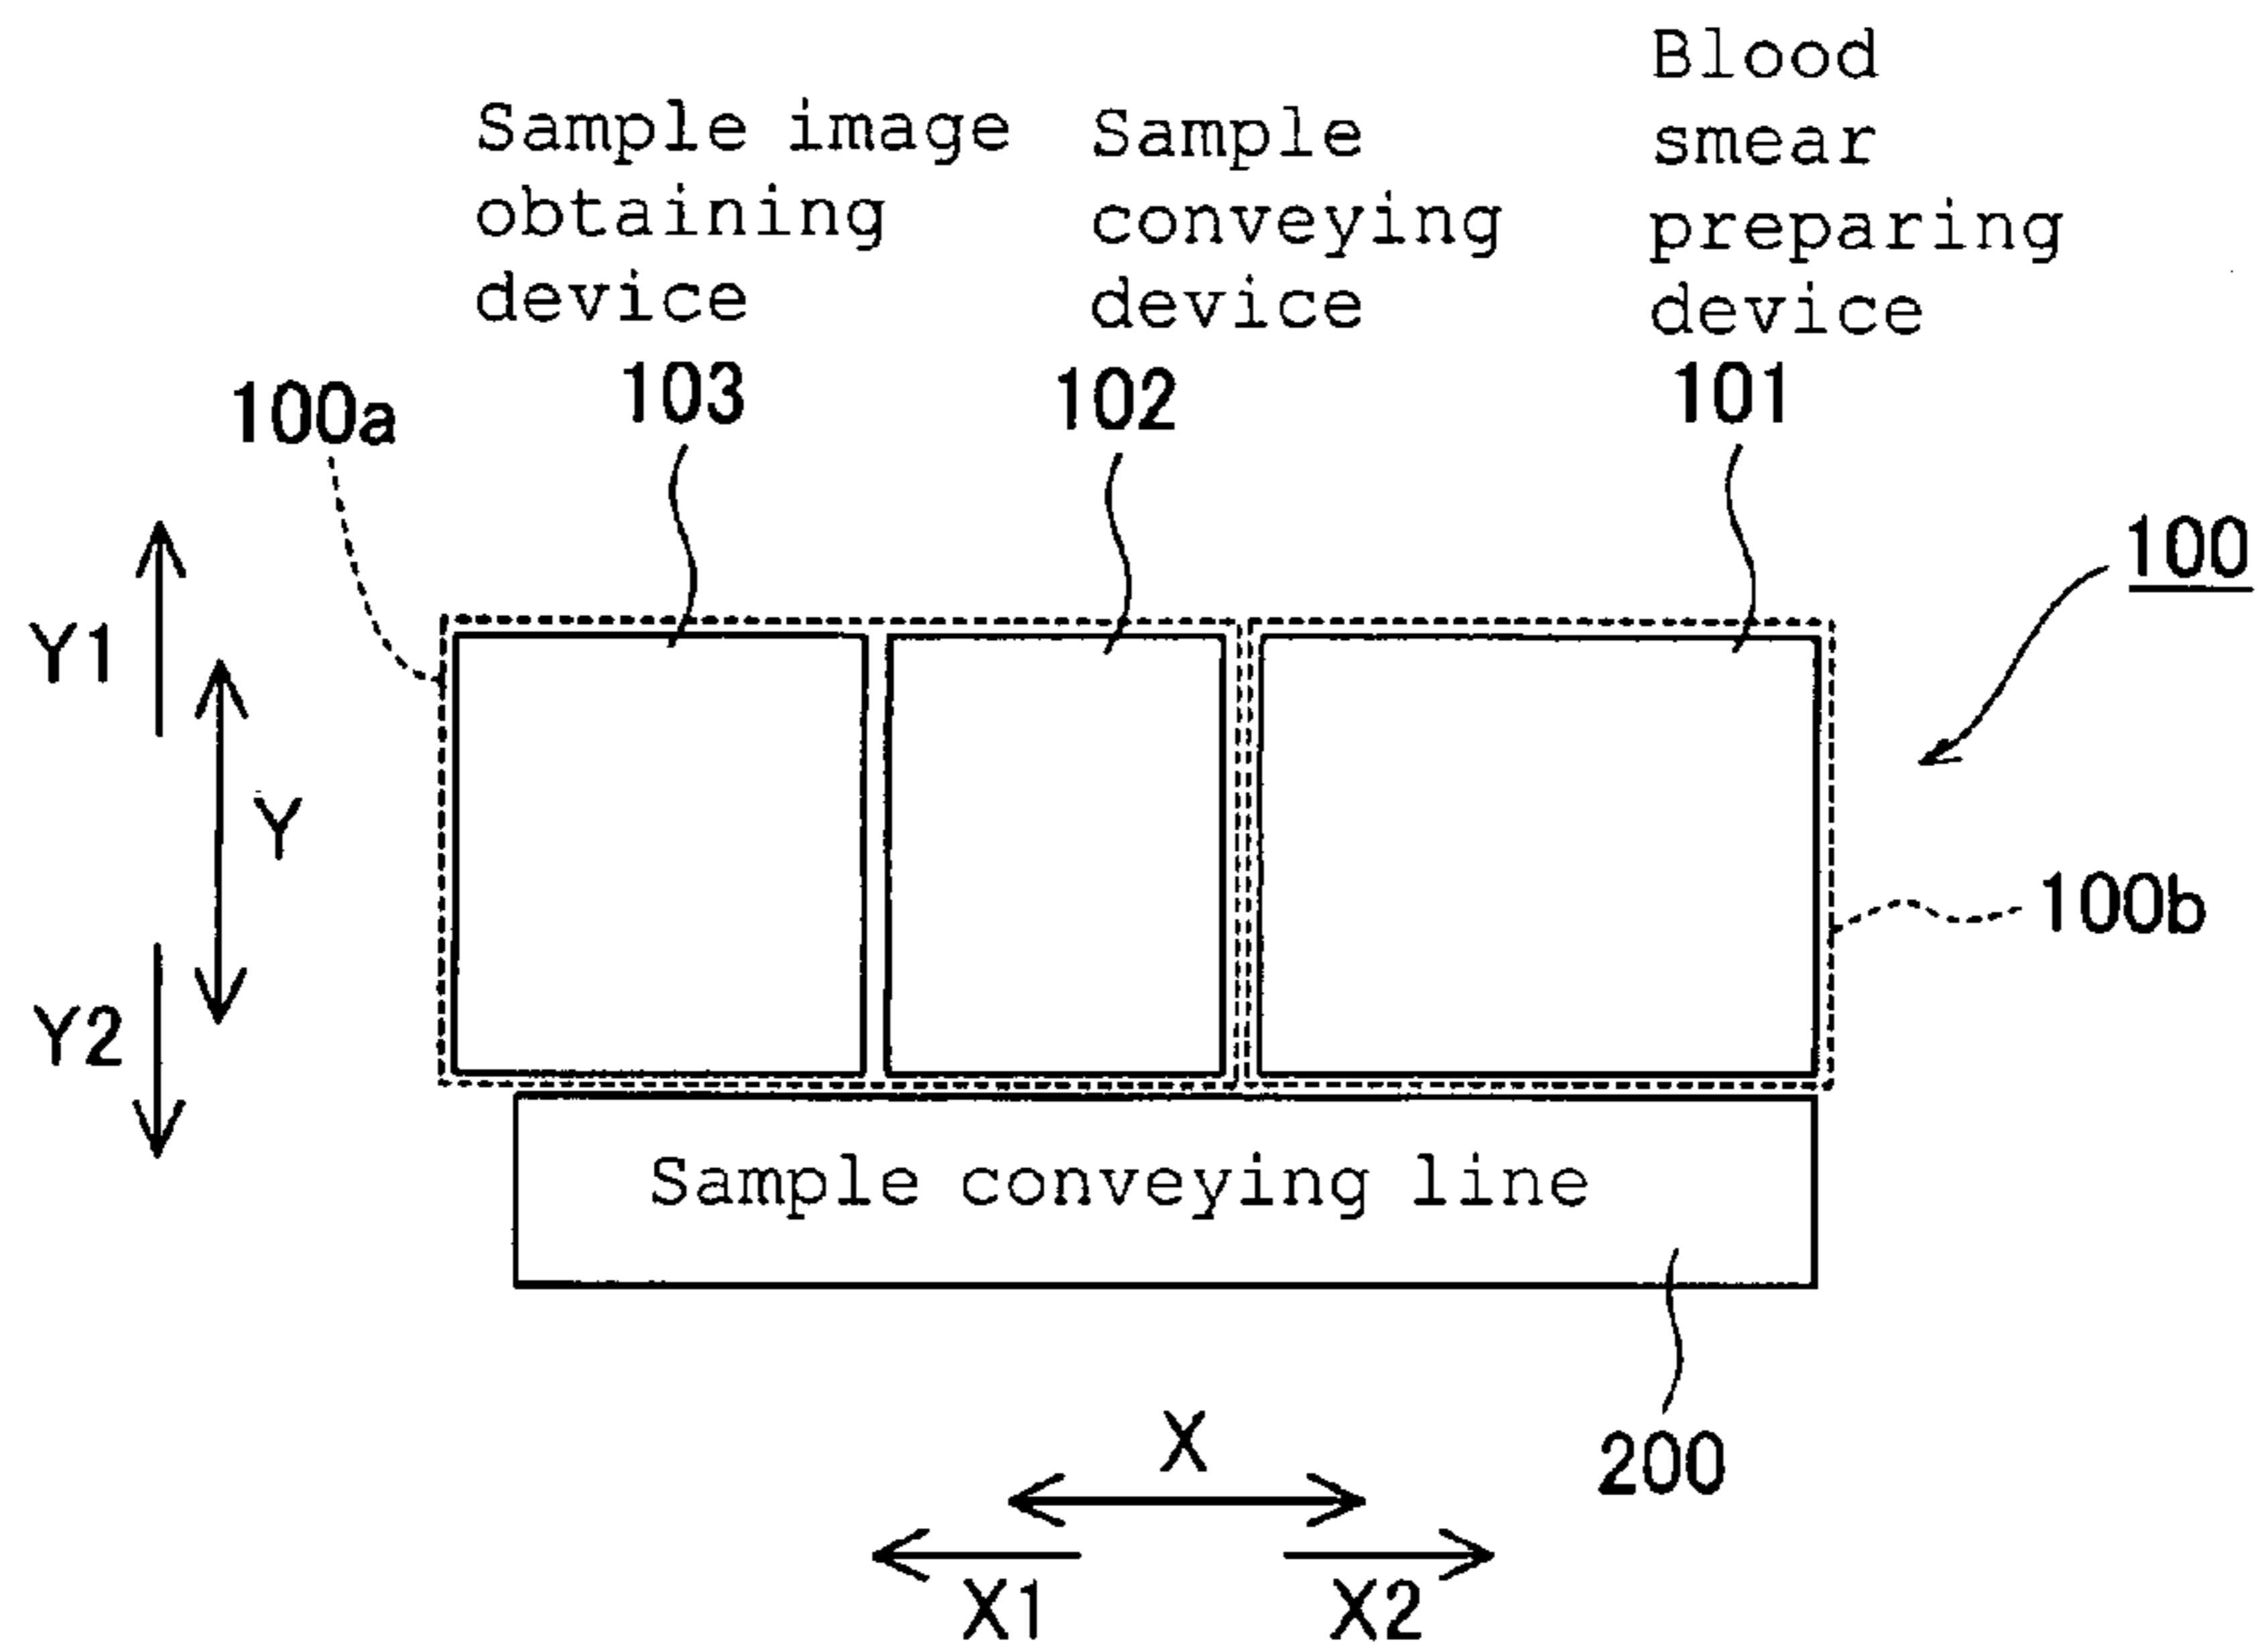 Sample image
obtaining
device
103
Sample
conveying
device
102
Blood
smear
preparing
device
101
100a
100
Y1
Y
Y2
100b
Sample conveying line
200
X
X1
X2